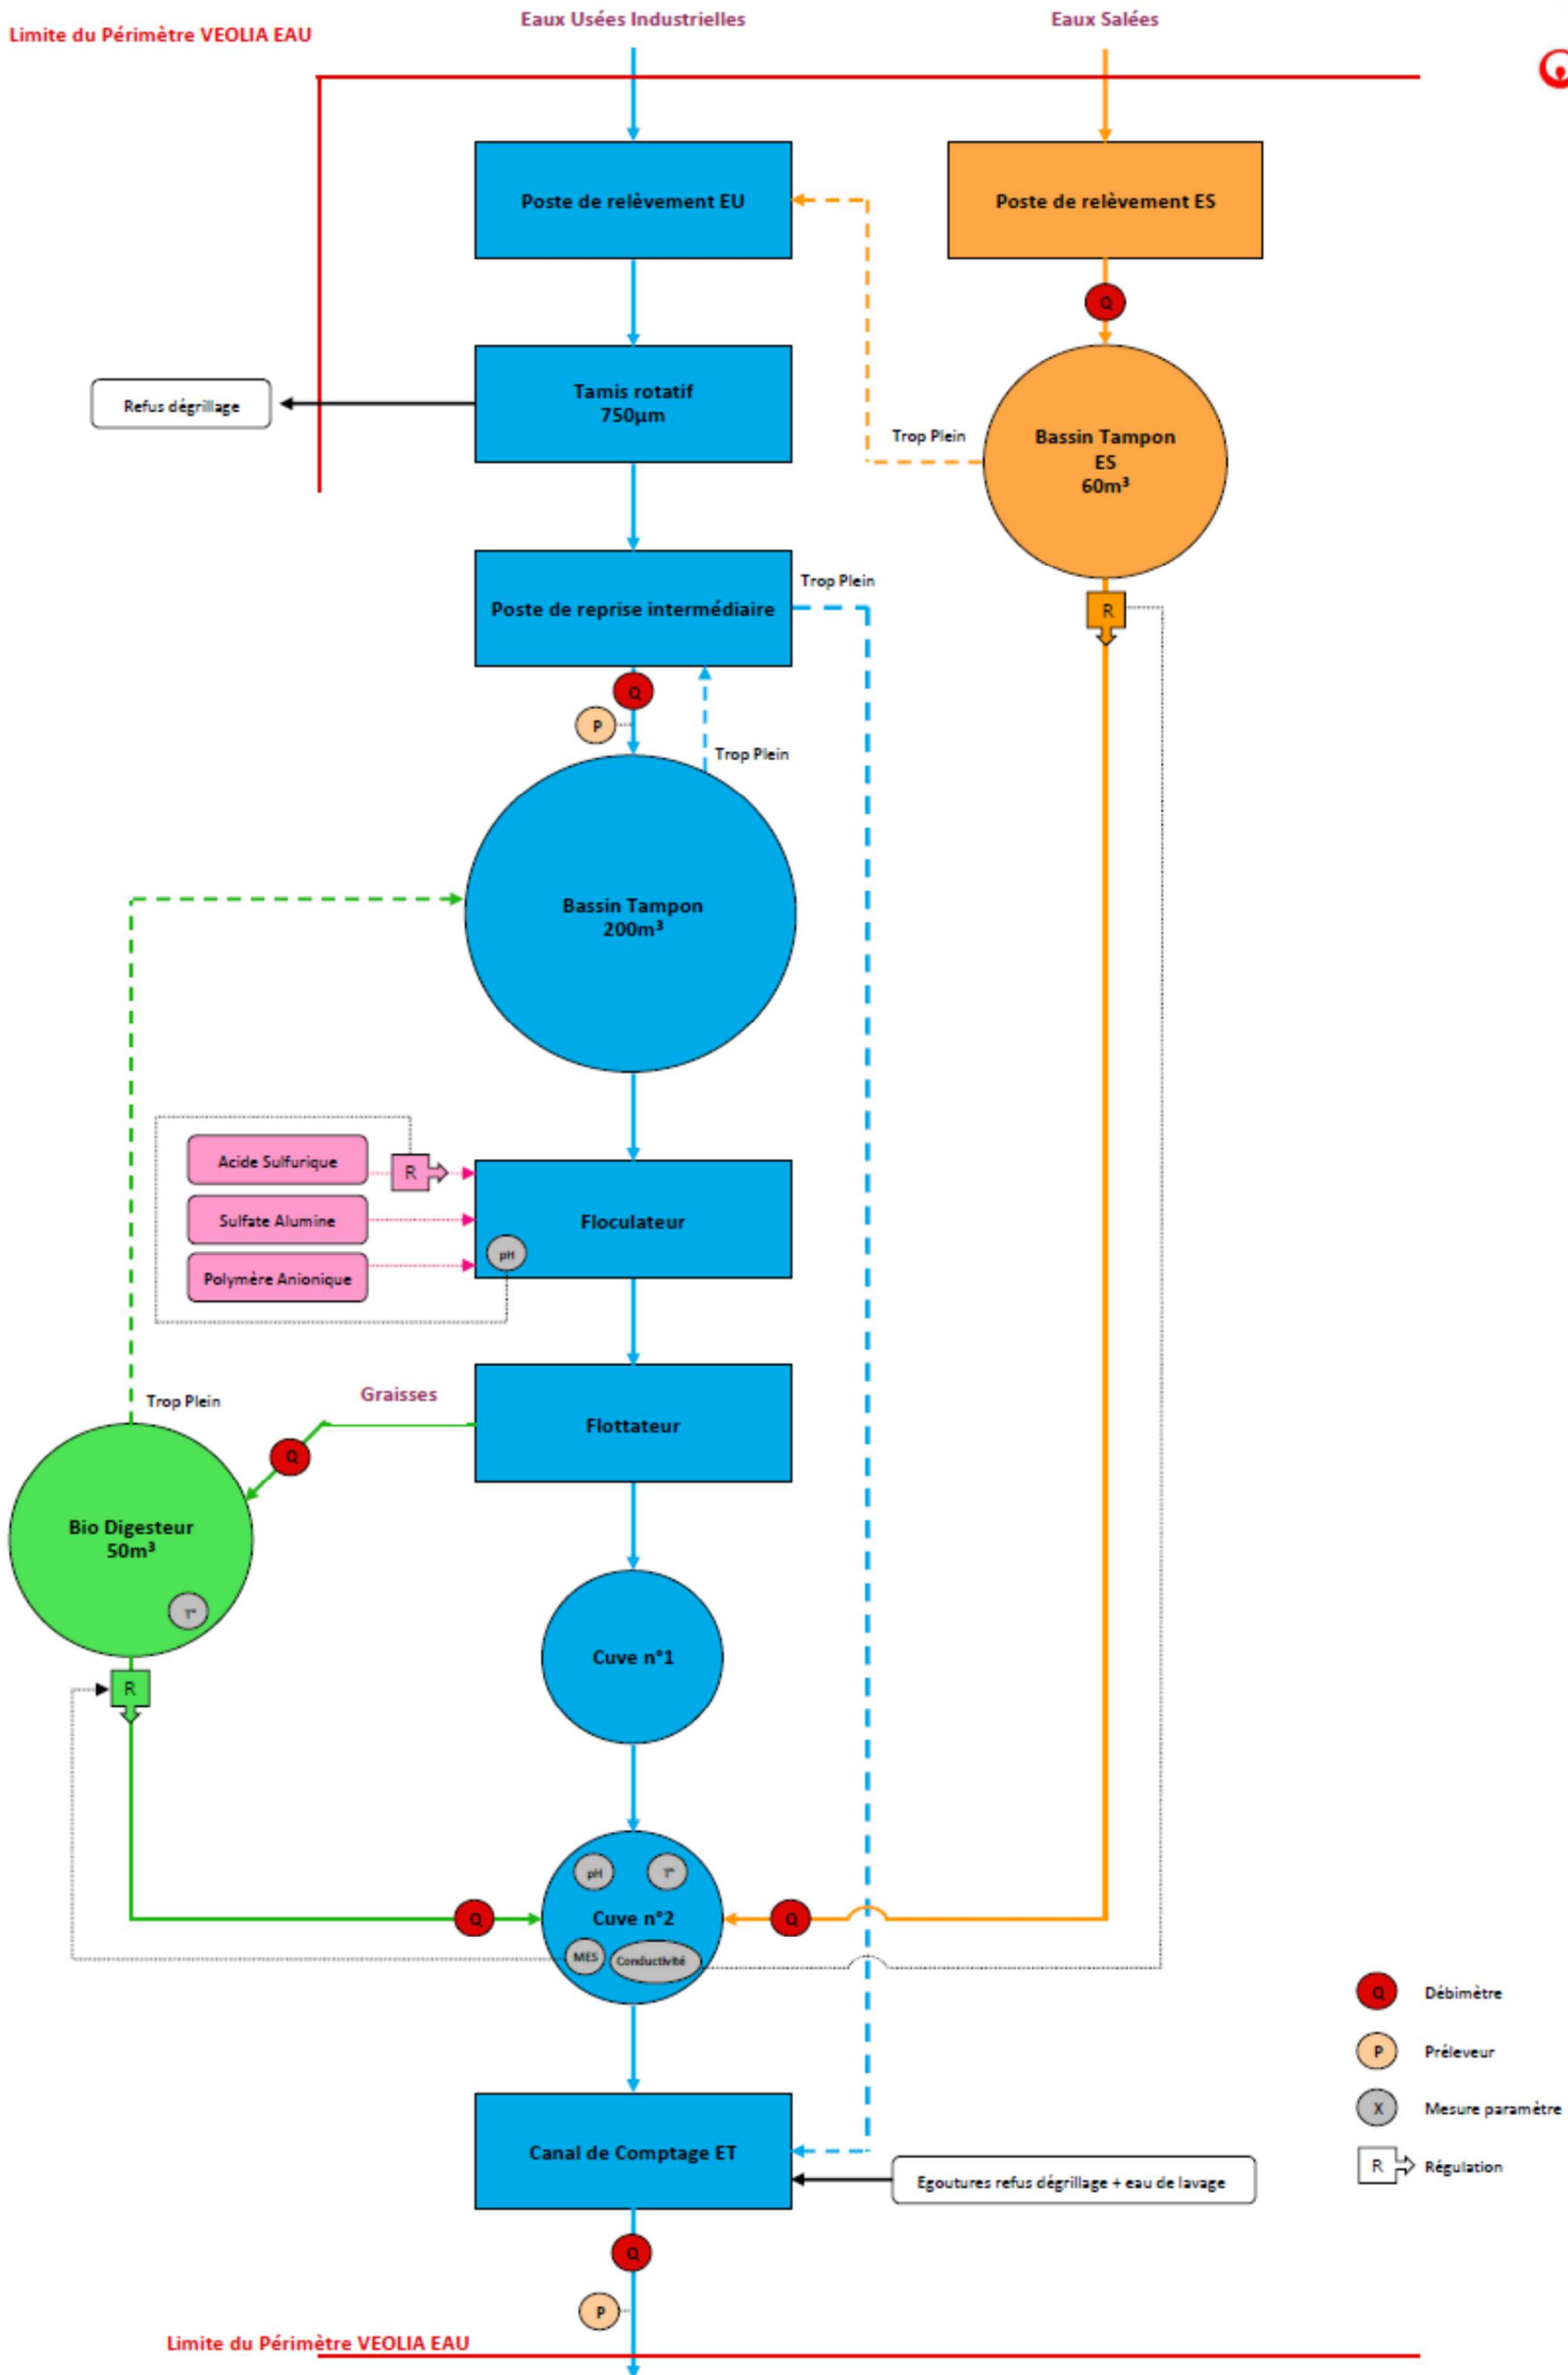 Eaux Usées Industrielles
Eaux Salées
Limite du Périmètre VEOLIA EAU
Poste de relèvement EU
Poste de relèvement ES
Q
Tamis rotatif
750µm
Refus dégrillage
Trop Plein
Bassin Tampon
ES
60m³
Trop Plein
Poste de reprise intermédiaire
R
Q
P
Trop Plein
Bassin Tampon
200m³
Acide Sulfurique
R
Sulfate Alumine
Floculateur
pH
Polymère Anionique
Trop Plein
Graisses
Flottateur
Q
Bio Digesteur
50m³
T°
Cuve n°1
R
pH
T°
Q
Cuve n°2
Q
MES
Conductivité
Q
Débimètre
P
Préleveur
X
Mesure paramètre
R
Régulation
Canal de Comptage ET
Egoutures refus dégrillage + eau de lavage
Q
P
Limite du Périmètre VEOLIA EAU